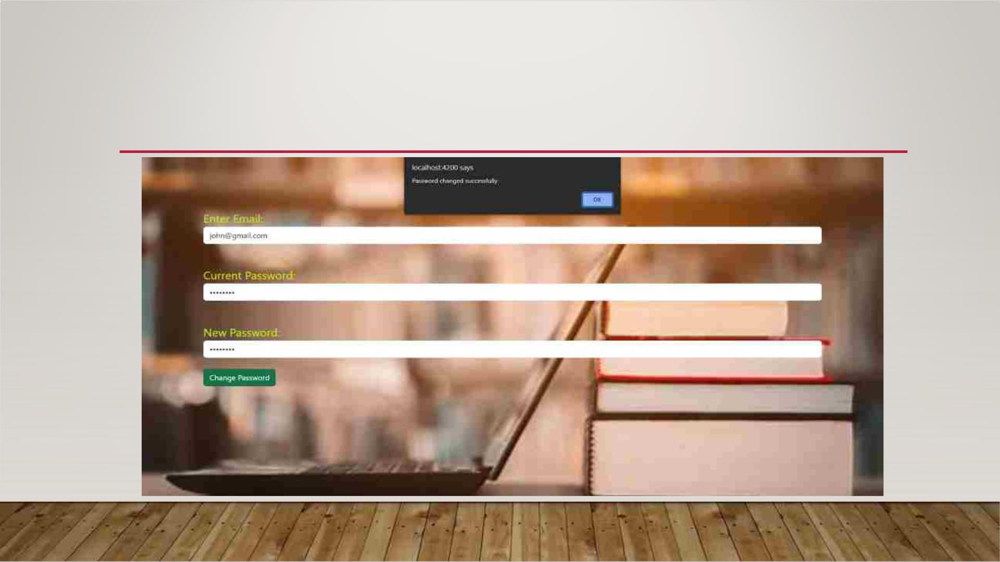 localhost:4200 says
Password changed successfully
OK
Enter Email:
john@gmail.com
Current Password:
••••••••
New Password:
••••••••
Change Password